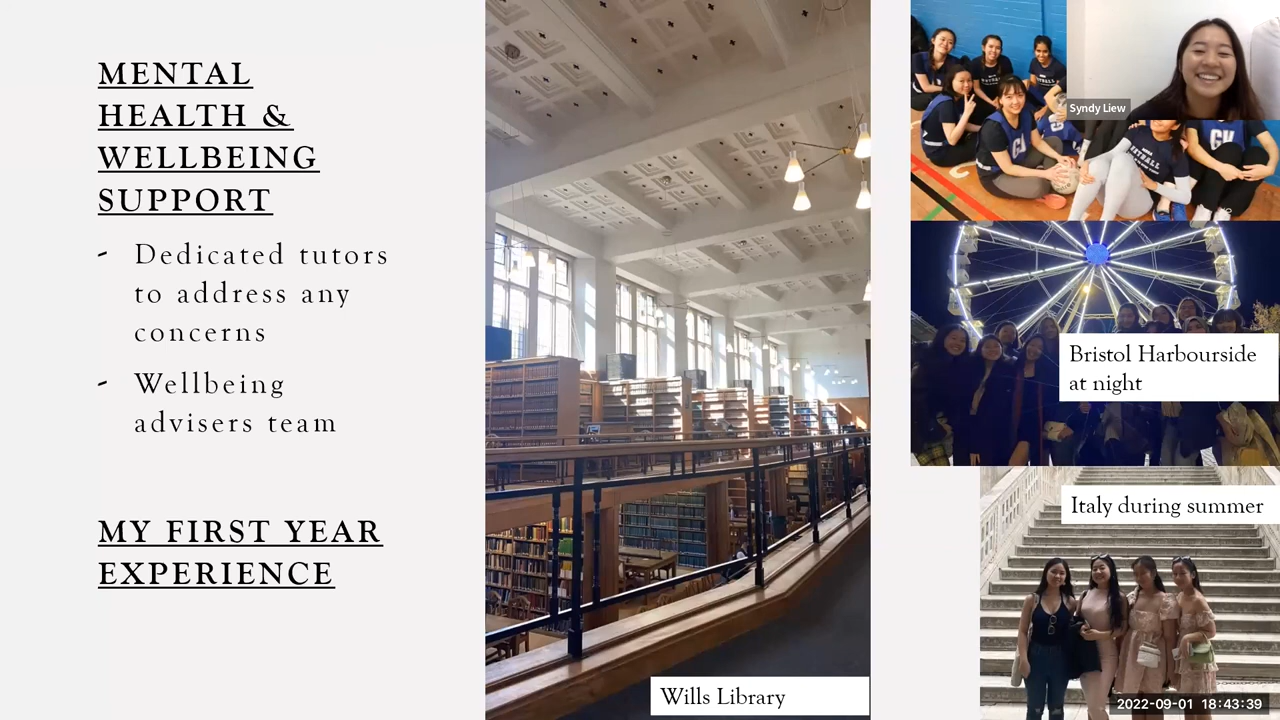 MENTAL
HEALTH &
WELLBEING
SUPPORT
- Dedicated tutors
to address any
concerns
- Wellbeing
advisers team
MY FIRST YEAR
EXPERIENCE
Wills Library
Syndy Liew
Bristol Harbourside
at night
Italy during summer
2022-09-01 18:43:39